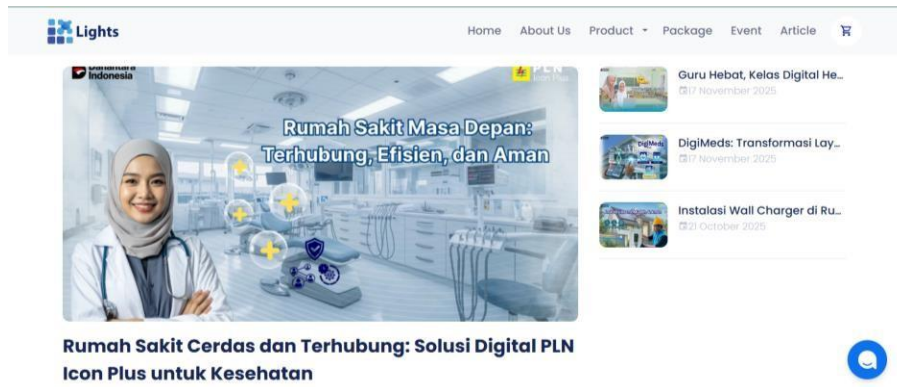 Lights
Home About Us Product Package Event Article
Danantara
Indonesia
PLN
Icon Plus
Rumah Sakit Masa Depan:
Terhubung, Efisien, dan Aman
Rumah Sakit Cerdas dan Terhubung: Solusi Digital PLN
Icon Plus untuk Kesehatan
Guru Hebat, Kelas Digital He...
17 November 2025
DigiMeds
DigiMeds: Transformasi Lay...
17 November 2025
Instalasi Wall Charger di Ru...
21 October 2025